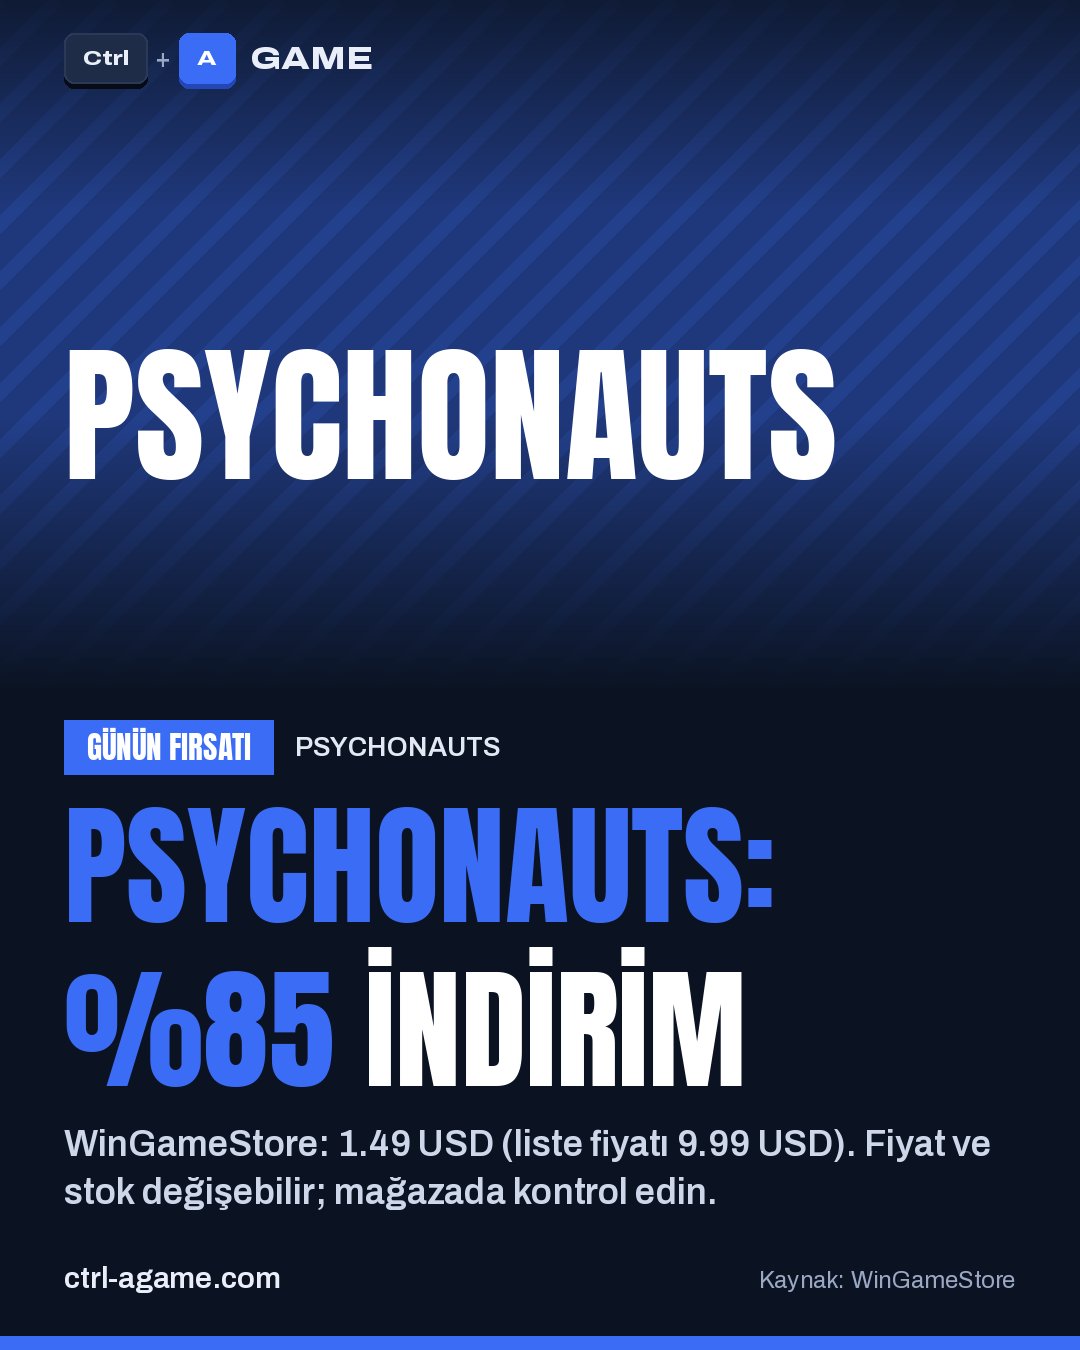 Ctrl + A GAME
PSYCHONAUTS
GÜNÜN FIRSATI PSYCHONAUTS
PSYCHONAUTS:
%85 İNDİRİM
WinGameStore: 1.49 USD (liste fiyatı 9.99 USD). Fiyat ve
stok değişebilir; mağazada kontrol edin.
ctrl-agame.com Kaynak: WinGameStore